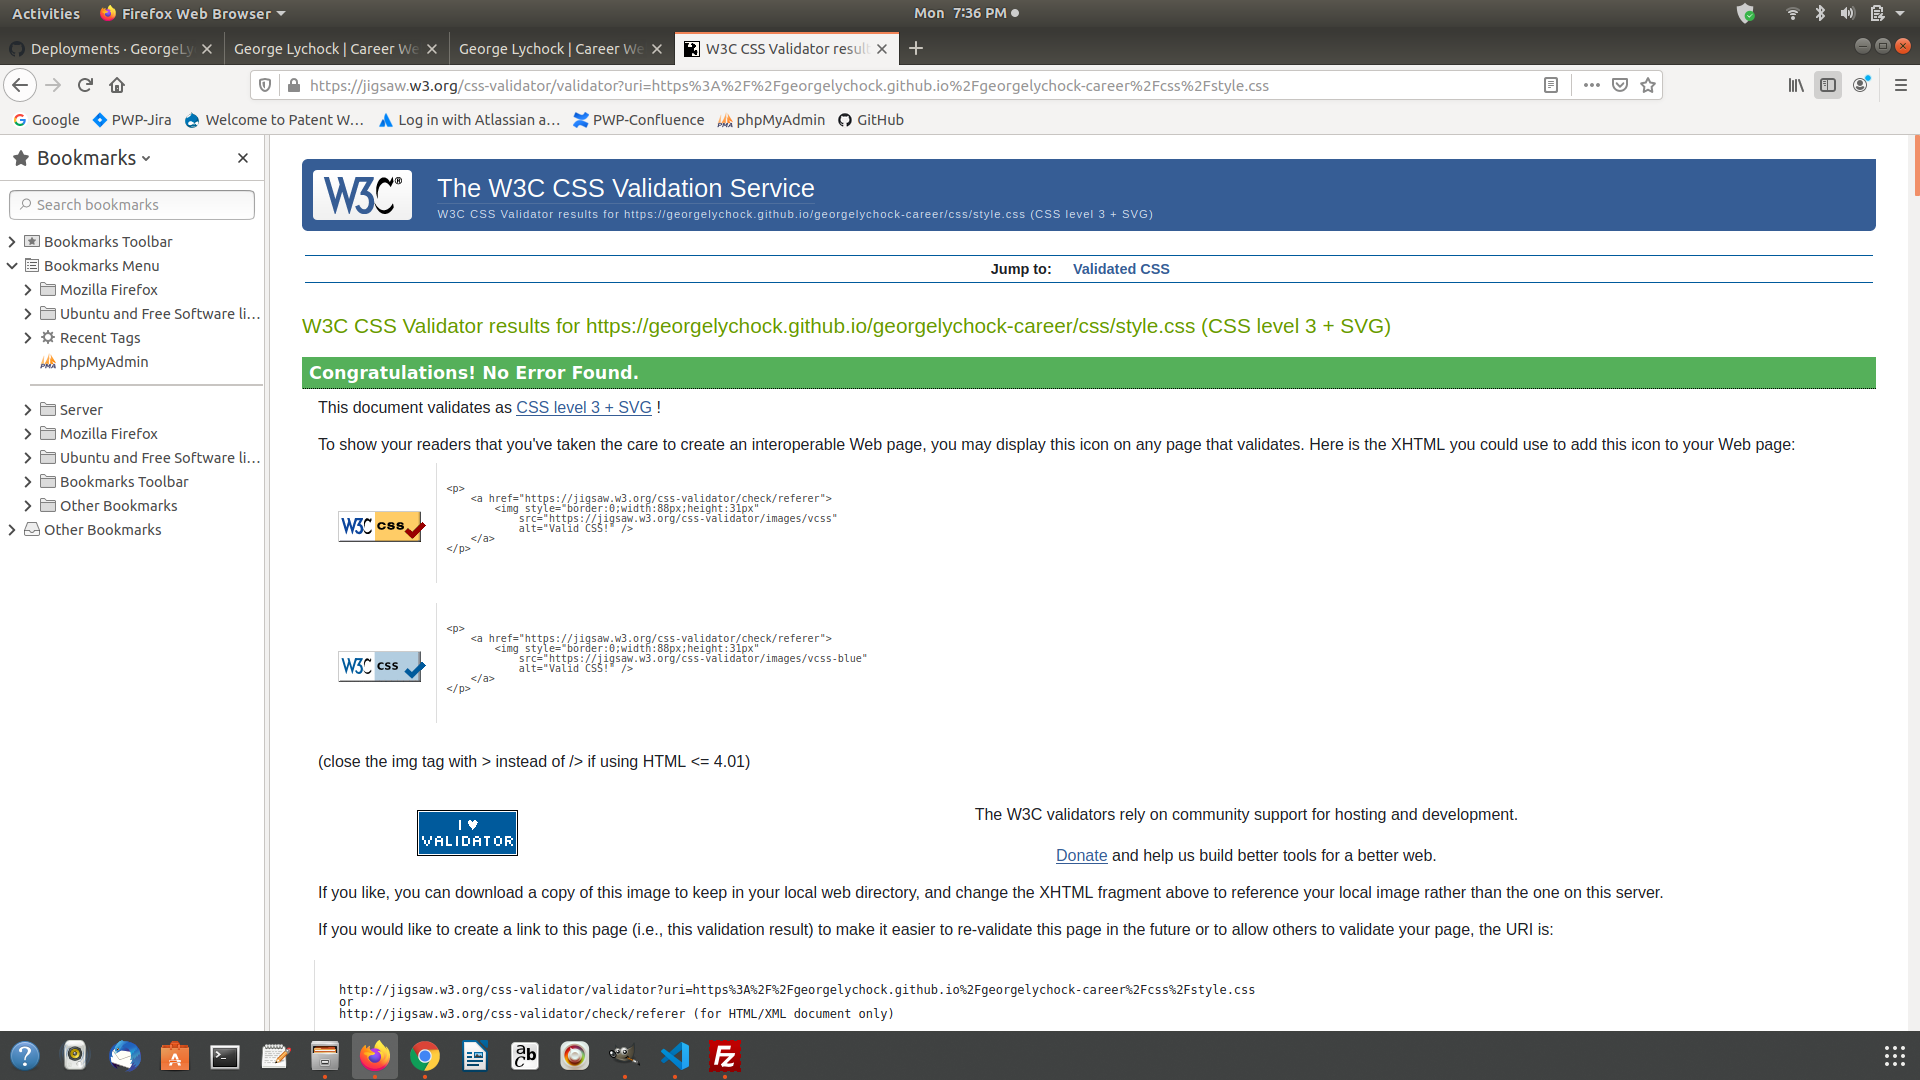 Activities Firefox Web Browser Mon 7:36 PM
Deployments · GeorgeLy George Lychock | Career We George Lychock | Career We W3C CSS Validator result
https://jigsaw.w3.org/css-validator/validator?uri=https%3A%2F%2Fgeorgelychock.github.io%2Fgeorgelychock-career%2Fcss%2Fstyle.css
Google PWP-Jira Welcome to Patent W… Log in with Atlassian a… PWP-Confluence phpMyAdmin GitHub
Bookmarks
Search bookmarks
Bookmarks Toolbar
Bookmarks Menu
Mozilla Firefox
Ubuntu and Free Software li…
Recent Tags
phpMyAdmin
Server
Mozilla Firefox
Ubuntu and Free Software li…
Bookmarks Toolbar
Other Bookmarks
Other Bookmarks
W3C®
The W3C CSS Validation Service
W3C CSS Validator results for https://georgelychock.github.io/georgelychock-career/css/style.css (CSS level 3 + SVG)
Jump to: Validated CSS
W3C CSS Validator results for https://georgelychock.github.io/georgelychock-career/css/style.css (CSS level 3 + SVG)
Congratulations! No Error Found.
This document validates as CSS level 3 + SVG !
To show your readers that you've taken the care to create an interoperable Web page, you may display this icon on any page that validates. Here is the XHTML you could use to add this icon to your Web page:
W3C css
<p>
<a href="https://jigsaw.w3.org/css-validator/check/referer">
<img style="border:0;width:88px;height:31px"
src="https://jigsaw.w3.org/css-validator/images/vcss"
alt="Valid CSS!" />
</a>
</p>
W3C css
<p>
<a href="https://jigsaw.w3.org/css-validator/check/referer">
<img style="border:0;width:88px;height:31px"
src="https://jigsaw.w3.org/css-validator/images/vcss-blue"
alt="Valid CSS!" />
</a>
</p>
(close the img tag with > instead of /> if using HTML <= 4.01)
I ♥
VALIDATOR
The W3C validators rely on community support for hosting and development.
Donate and help us build better tools for a better web.
If you like, you can download a copy of this image to keep in your local web directory, and change the XHTML fragment above to reference your local image rather than the one on this server.
If you would like to create a link to this page (i.e., this validation result) to make it easier to re-validate this page in the future or to allow others to validate your page, the URI is:
http://jigsaw.w3.org/css-validator/validator?uri=https%3A%2F%2Fgeorgelychock.github.io%2Fgeorgelychock-career%2Fcss%2Fstyle.css
or
http://jigsaw.w3.org/css-validator/check/referer (for HTML/XML document only)